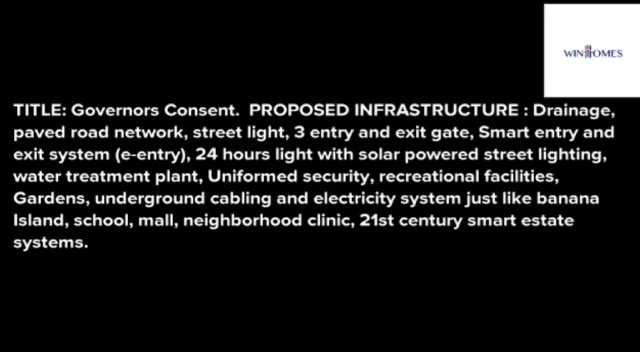 WINHOMES
TITLE: Governors Consent.  PROPOSED INFRASTRUCTURE : Drainage,
paved road network, street light, 3 entry and exit gate, Smart entry and
exit system (e-entry), 24 hours light with solar powered street lighting,
water treatment plant, Uniformed security, recreational facilities,
Gardens, underground cabling and electricity system just like banana
Island, school, mall, neighborhood clinic, 21st century smart estate
systems.